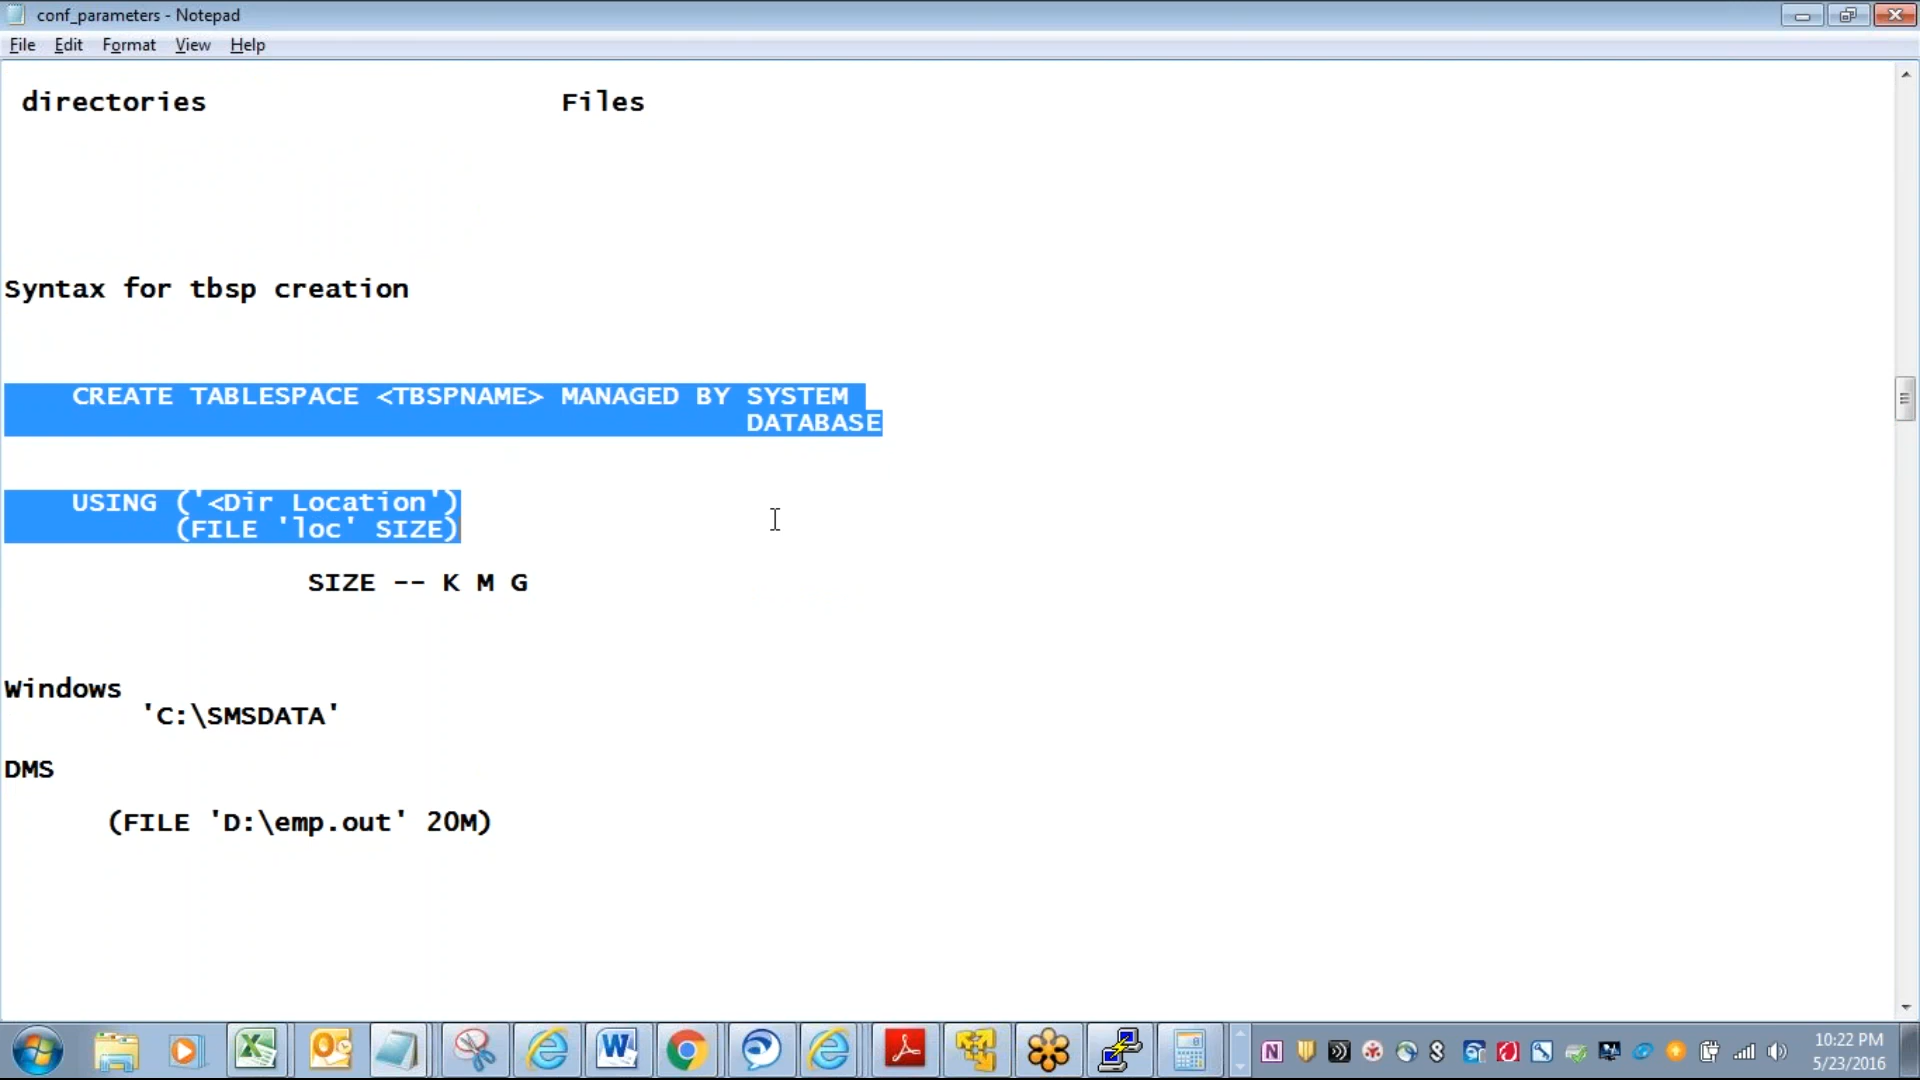 conf_parameters - Notepad
File Edit Format View Help
directories Files
Syntax for tbsp creation
CREATE TABLESPACE <TBSPNAME> MANAGED BY SYSTEM
DATABASE
USING ('<Dir Location')
(FILE 'loc' SIZE)
SIZE -- K M G
Windows
'C:\SMSDATA'
DMS
(FILE 'D:\emp.out' 20M)
10:22 PM
5/23/2016